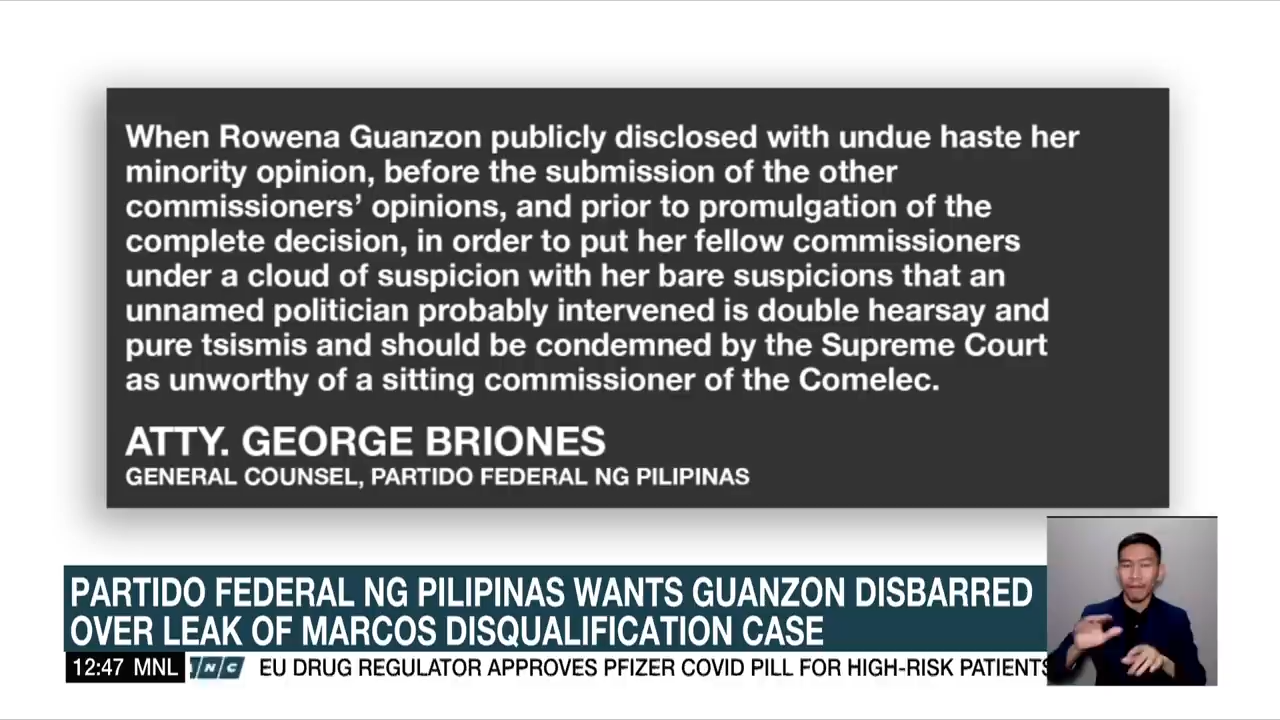 When Rowena Guanzon publicly disclosed with undue haste her
minority opinion, before the submission of the other
commissioners' opinions, and prior to promulgation of the
complete decision, in order to put her fellow commissioners
under a cloud of suspicion with her bare suspicions that an
unnamed politician probably intervened is double hearsay and
pure tsismis and should be condemned by the Supreme Court
as unworthy of a sitting commissioner of the Comelec.
ATTY. GEORGE BRIONES
GENERAL COUNSEL, PARTIDO FEDERAL NG PILIPINAS
PARTIDO FEDERAL NG PILIPINAS WANTS GUANZON DISBARRED
OVER LEAK OF MARCOS DISQUALIFICATION CASE
12:47 MNL ANC EU DRUG REGULATOR APPROVES PFIZER COVID PILL FOR HIGH-RISK PATIENTS